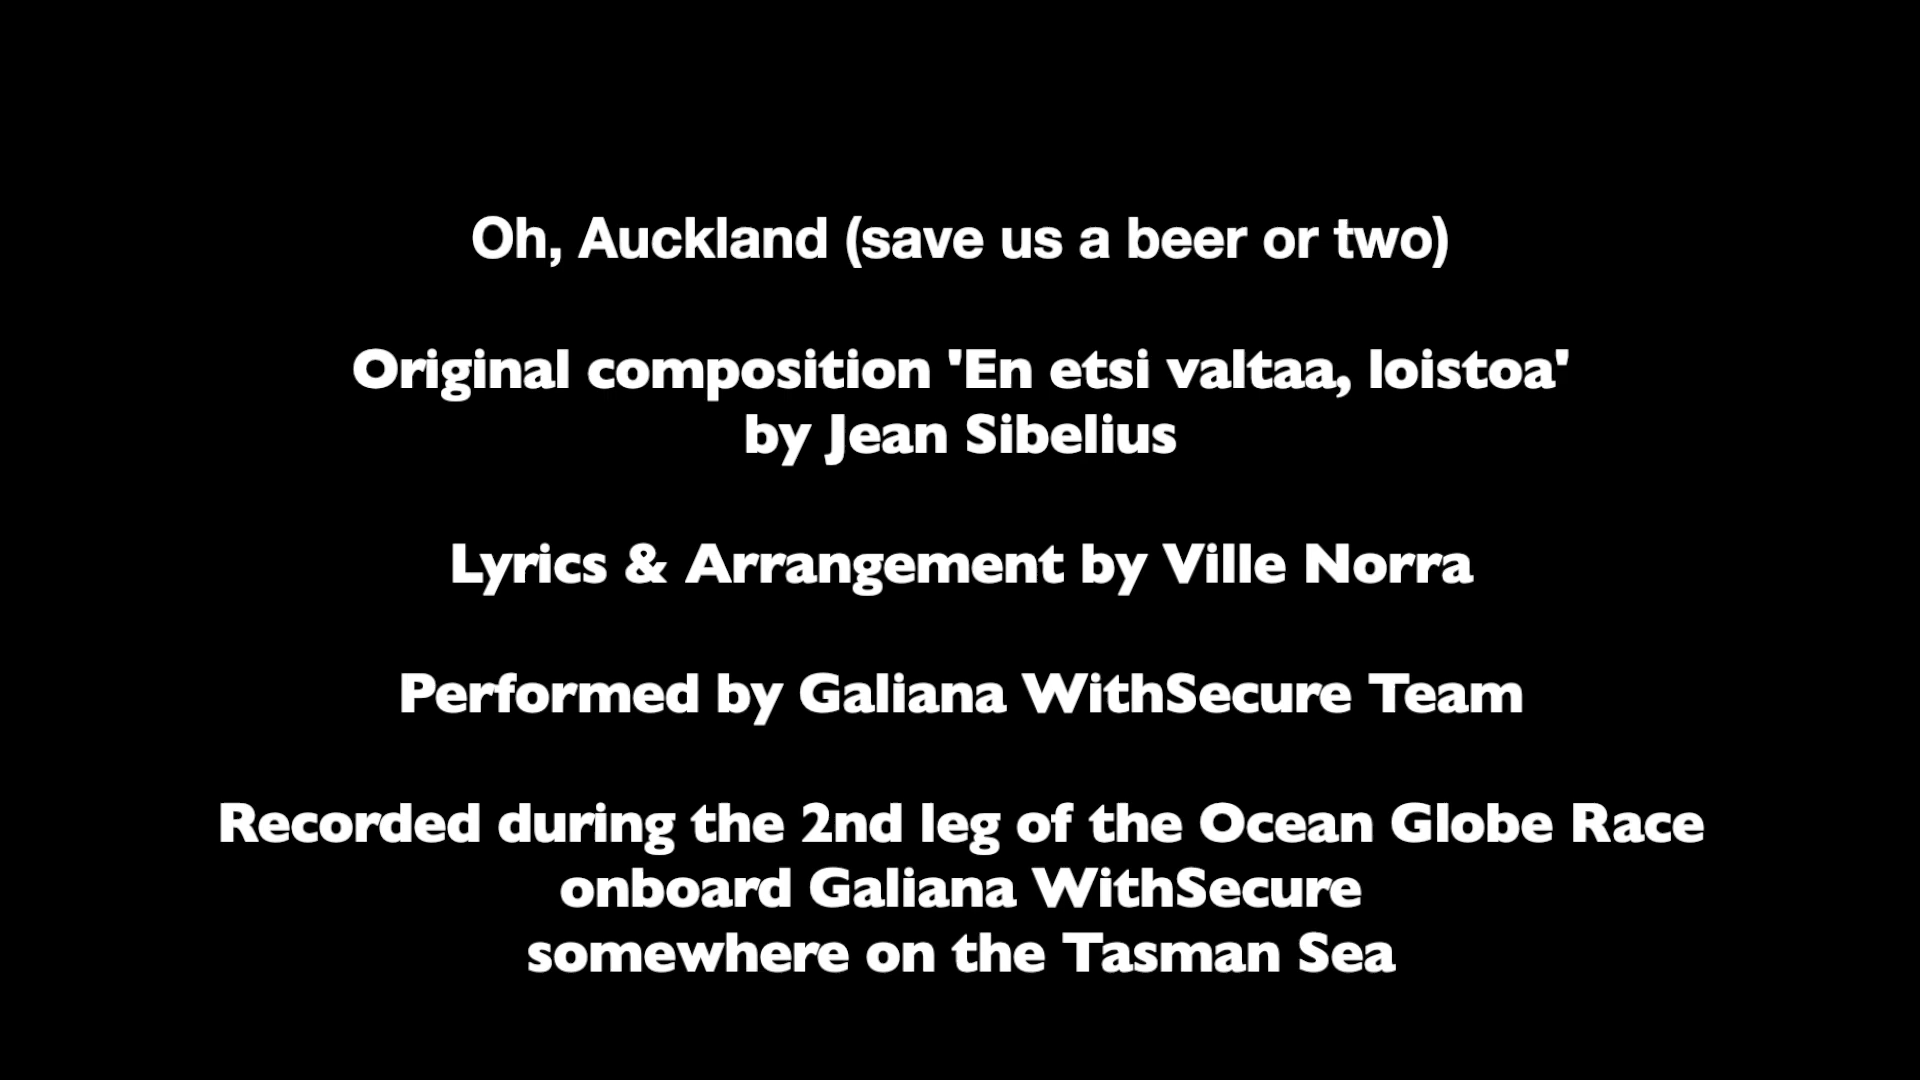 Oh, Auckland (save us a beer or two)
Original composition 'En etsi valtaa, loistoa'
by Jean Sibelius
Lyrics & Arrangement by Ville Norra
Performed by Galiana WithSecure Team
Recorded during the 2nd leg of the Ocean Globe Race
onboard Galiana WithSecure
somewhere on the Tasman Sea